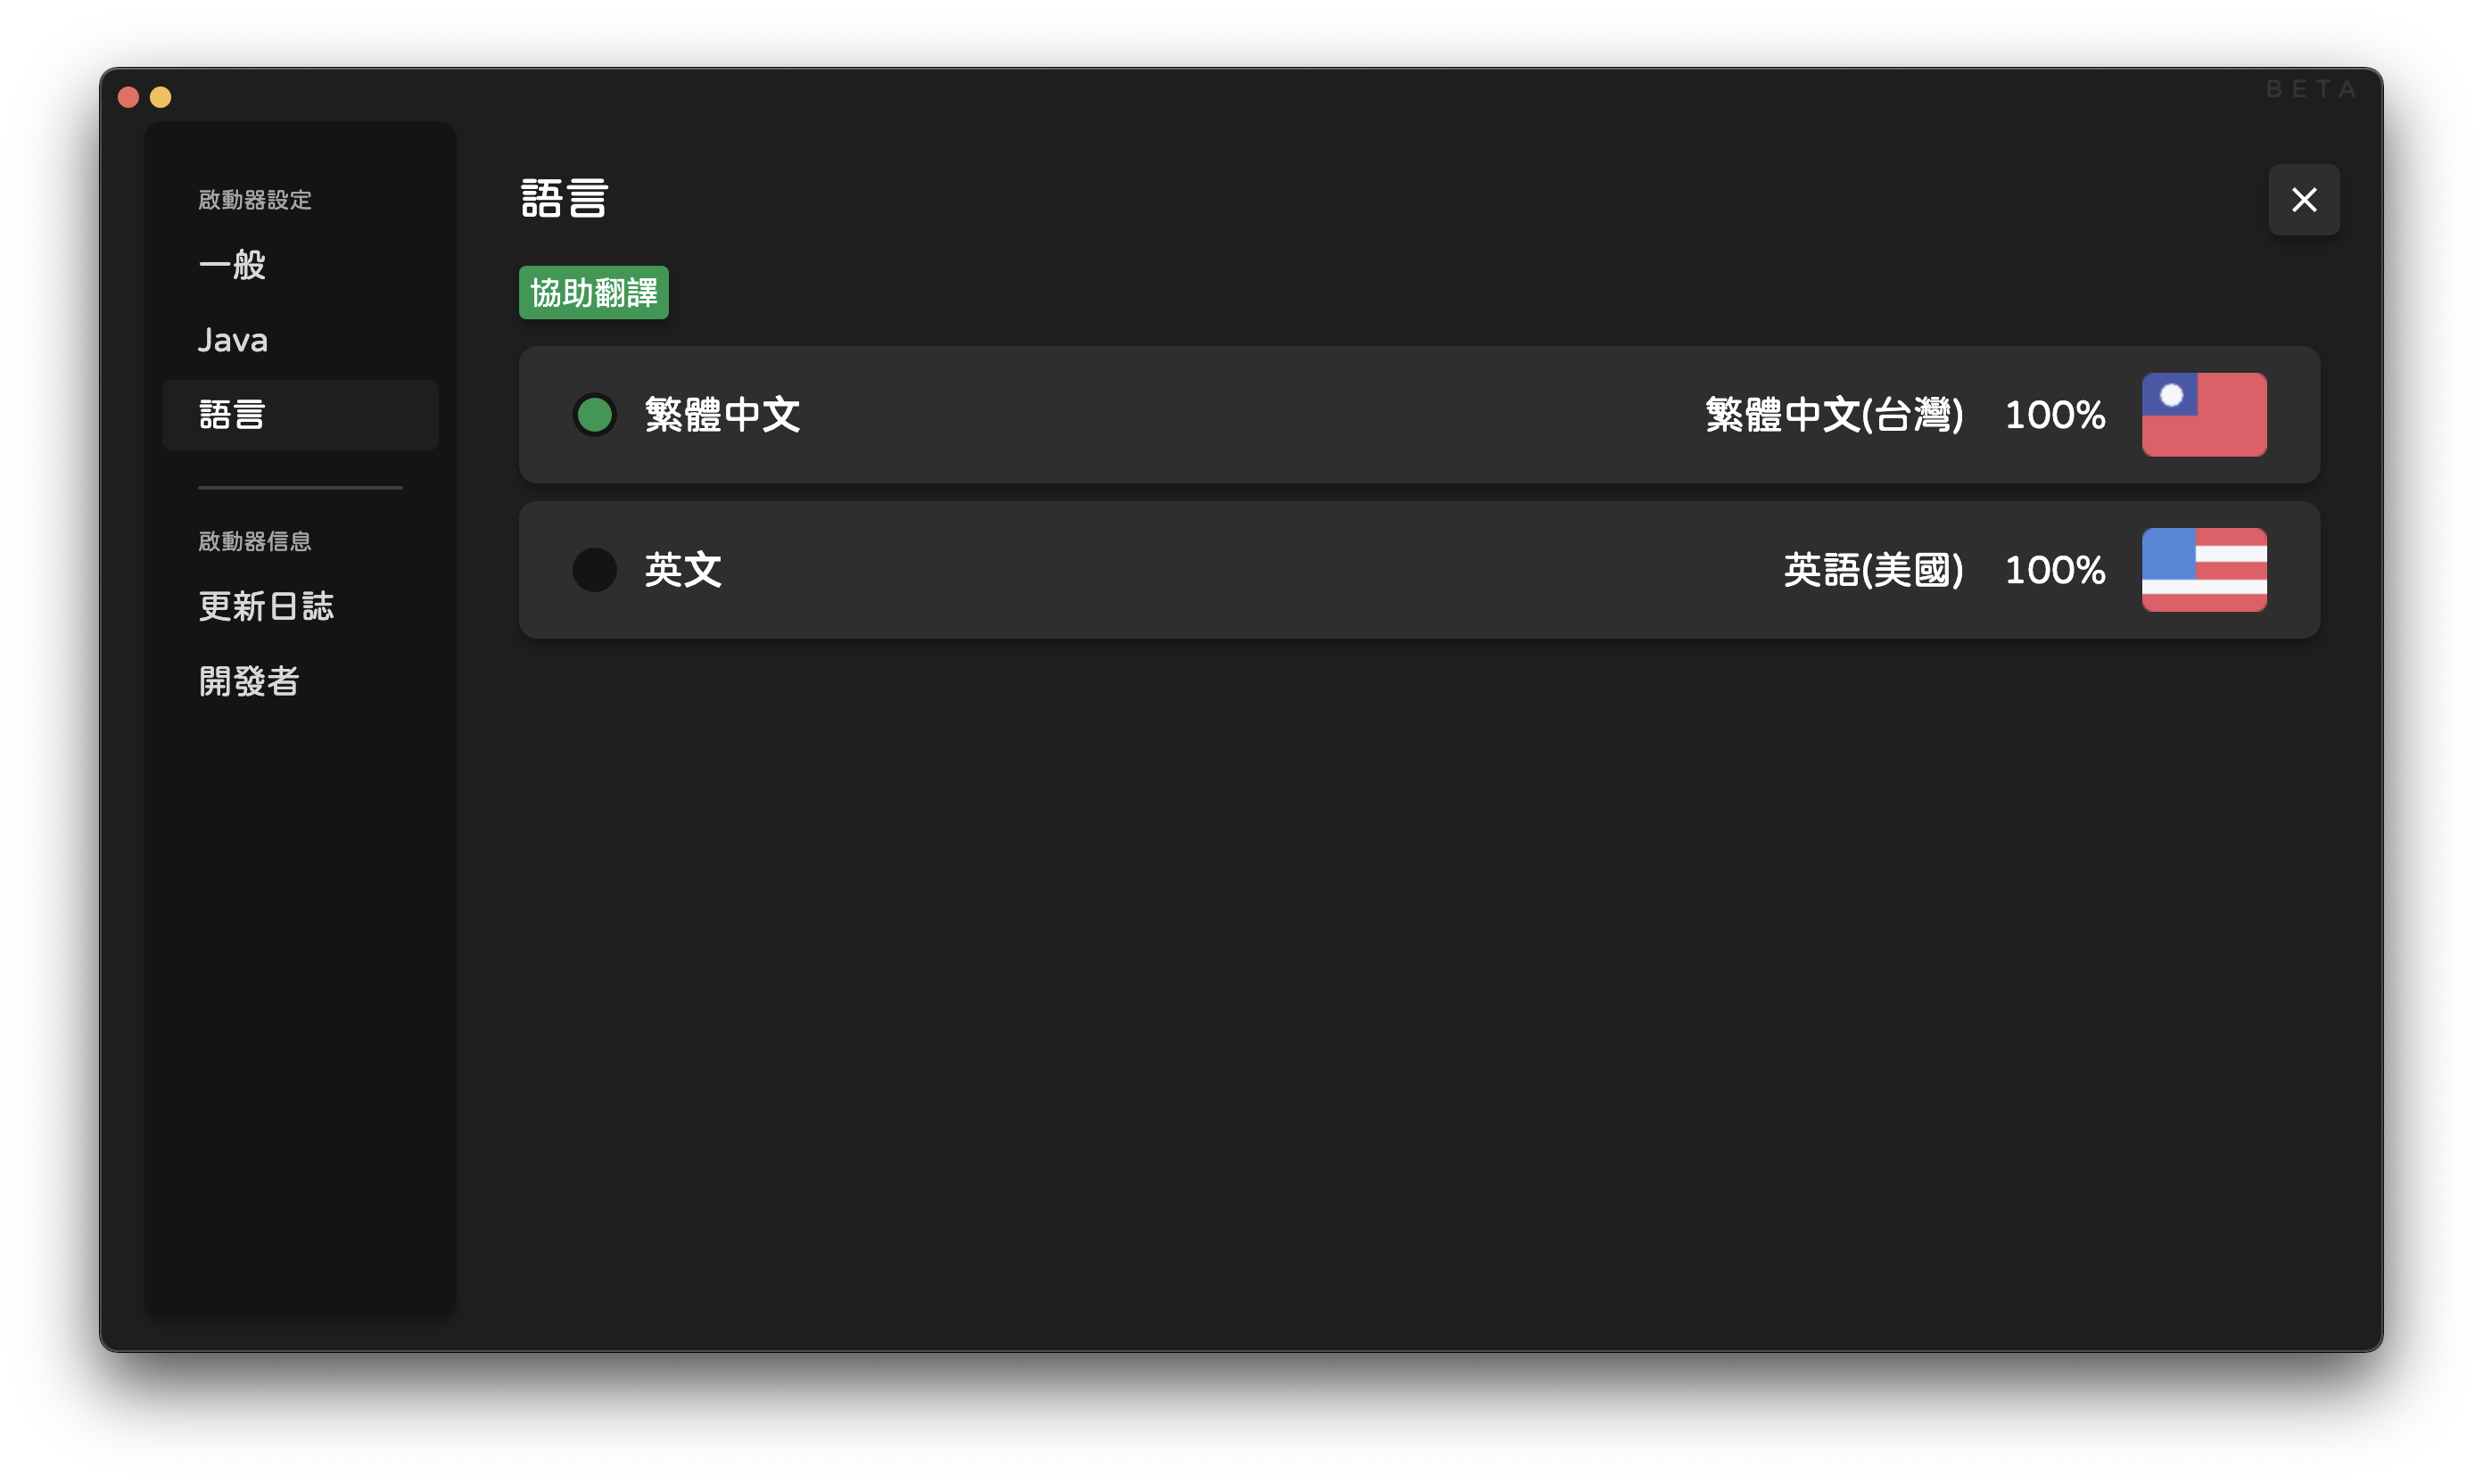 BETA
啟動器設定
一般
Java
語言
啟動器信息
更新日誌
開發者
語言
協助翻譯
繁體中文 繁體中文(台灣) 100%
英文 英語(美國) 100%